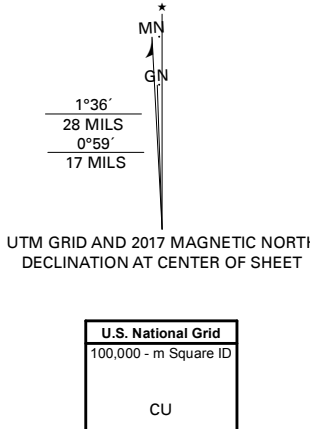 ★
MN
GN
1°36´
28 MILS
0°59´
17 MILS
UTM GRID AND 2017 MAGNETIC NORTH
DECLINATION AT CENTER OF SHEET
U.S. National Grid
100,000 - m Square ID
CU